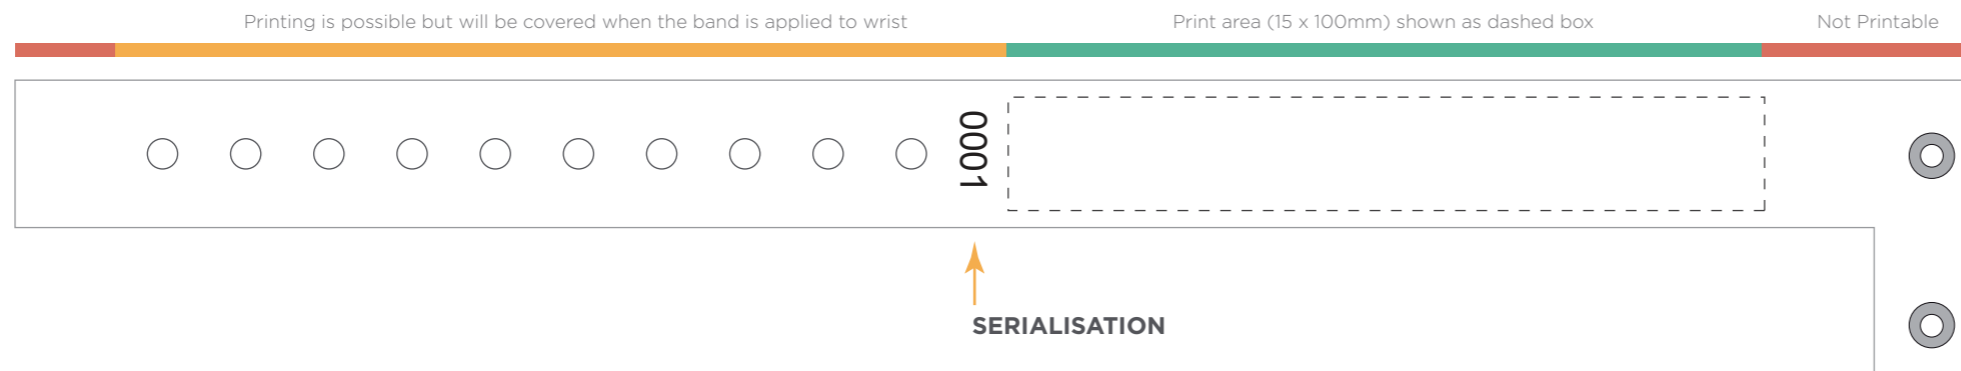 Printing is possible but will be covered when the band is applied to wrist
Print area (15 x 100mm) shown as dashed box
Not Printable
0001
SERIALISATION